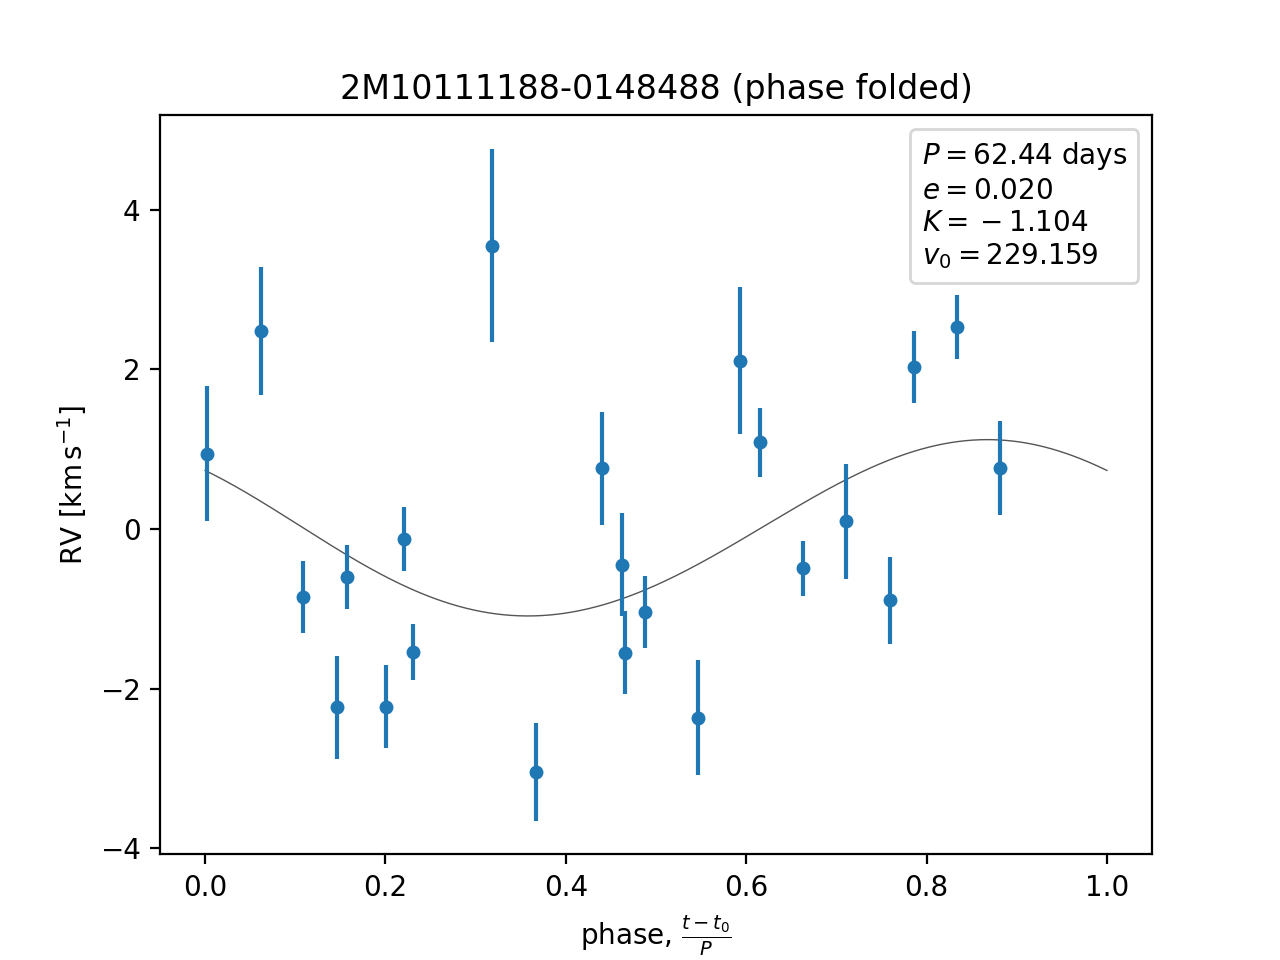 2M10111188-0148488 (phase folded)
P = 62.44 days
e = 0.020
K = −1.104
v₀ = 229.159
RV [km s⁻¹]
4
2
0
−2
−4
0.0 0.2 0.4 0.6 0.8 1.0
phase, (t − t₀)/P